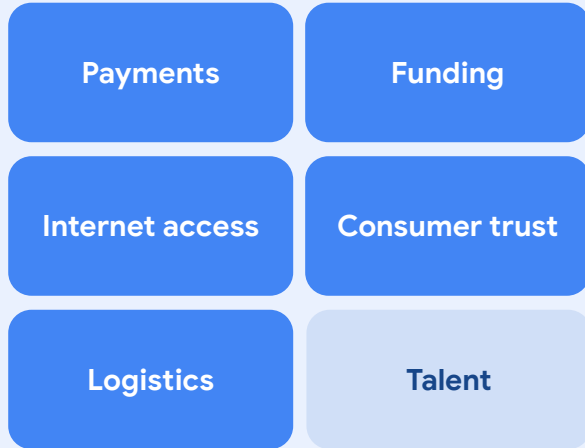 Payments
Funding
Internet access
Consumer trust
Logistics
Talent